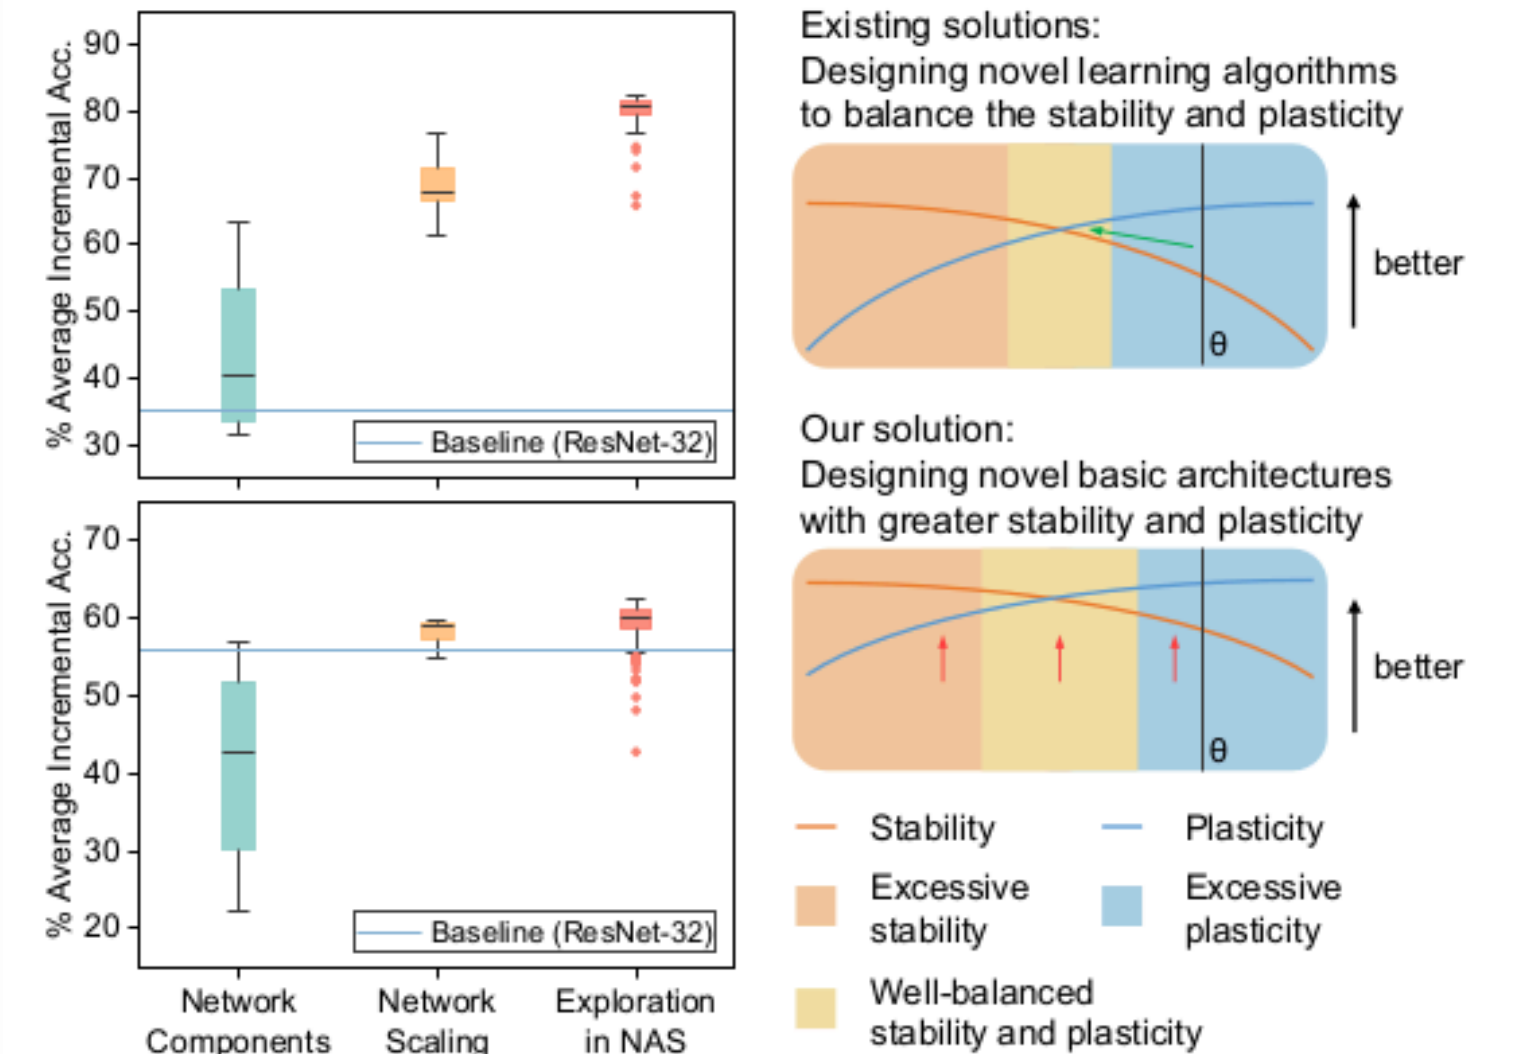 % Average Incremental Acc.
90
80
70
60
50
40
30
Baseline (ResNet-32)
% Average Incremental Acc.
70
60
50
40
30
20
Baseline (ResNet-32)
Network
Components
Network
Scaling
Exploration
in NAS
Existing solutions:
Designing novel learning algorithms
to balance the stability and plasticity
θ
better
Our solution:
Designing novel basic architectures
with greater stability and plasticity
θ
better
Stability
Plasticity
Excessive
stability
Excessive
plasticity
Well-balanced
stability and plasticity